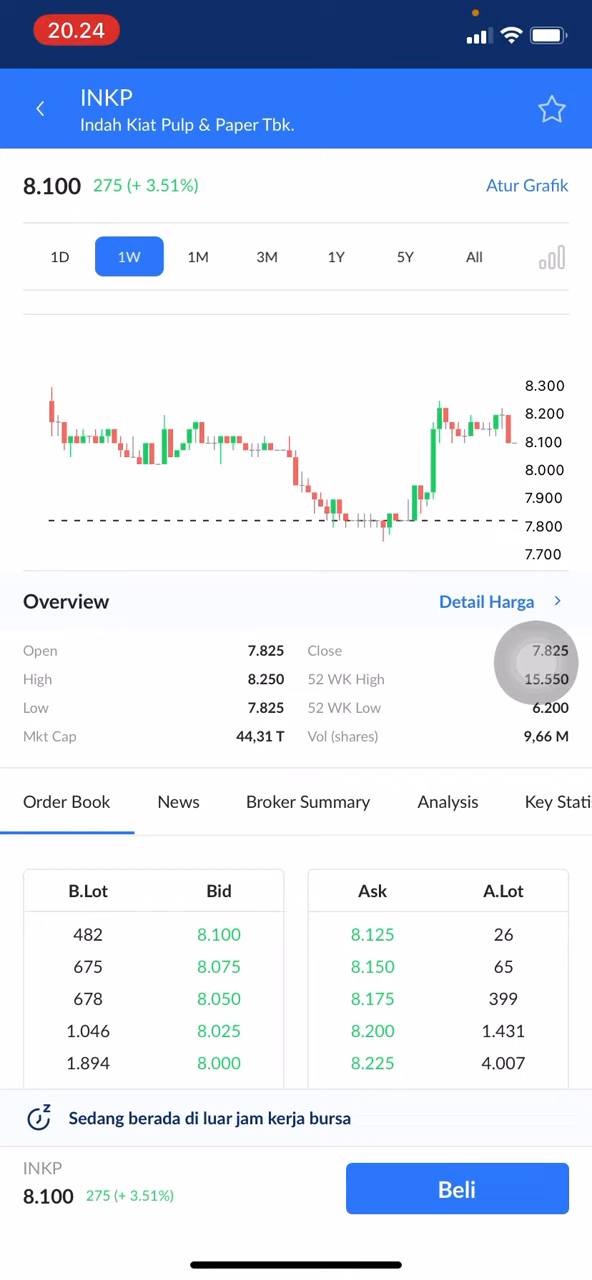 20.24
INKP
Indah Kiat Pulp & Paper Tbk.
8.100 275 (+ 3.51%) Atur Grafik
1D 1W 1M 3M 1Y 5Y All
8.300
8.200
8.100
8.000
7.900
7.800
7.700
Overview Detail Harga
Open 7.825 Close 7.825
High 8.250 52 WK High 15.550
Low 7.825 52 WK Low 6.200
Mkt Cap 44,31 T Vol (shares) 9,66 M
Order Book News Broker Summary Analysis Key Stati
B.Lot Bid Ask A.Lot
482 8.100 8.125 26
675 8.075 8.150 65
678 8.050 8.175 399
1.046 8.025 8.200 1.431
1.894 8.000 8.225 4.007
z Sedang berada di luar jam kerja bursa
INKP
8.100 275 (+ 3.51%)
Beli